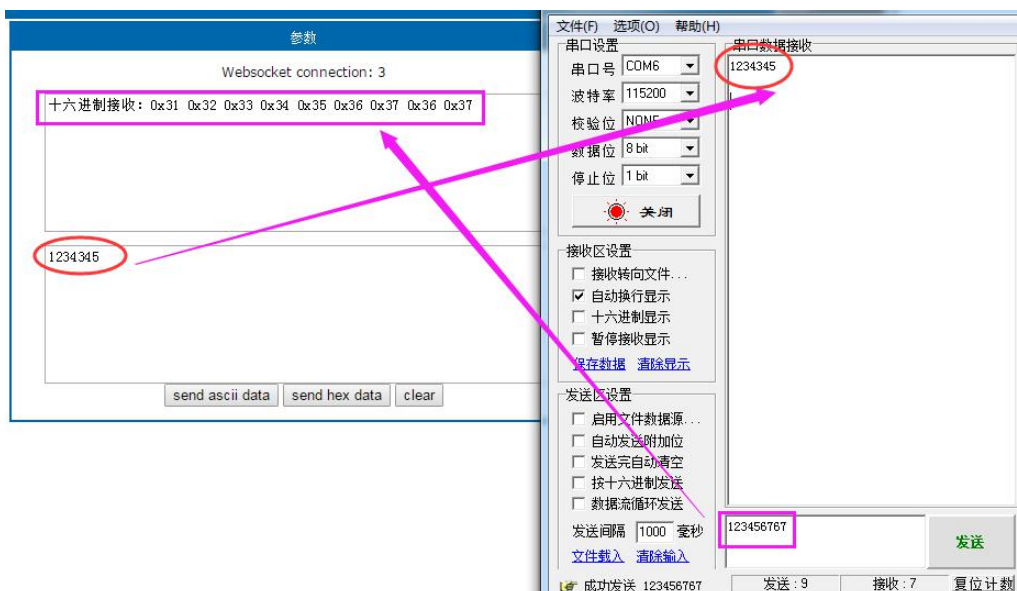 参数
Websocket connection: 3
十六进制接收: 0x31 0x32 0x33 0x34 0x35 0x36 0x37 0x36 0x37
1234345
send ascii data
send hex data
clear
文件(F) 选项(O) 帮助(H)
串口设置
串口号 COM6
波特率 115200
校验位 NONE
数据位 8 bit
停止位 1 bit
关闭
接收区设置
接收转向文件...
自动换行显示
十六进制显示
暂停接收显示
保存数据 清除显示
发送区设置
启用文件数据源...
自动发送附加位
发送完自动清空
按十六进制发送
数据流循环发送
发送间隔 1000 毫秒
文件载入 清除输入
串口数据接收
1234345
123456767
发送
成功发送 123456767
发送:9
接收:7
复位计数